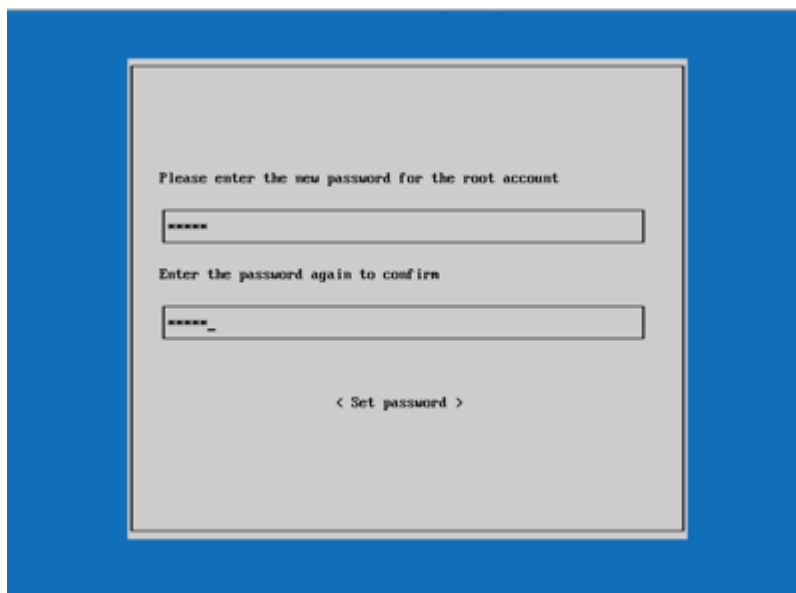 Please enter the new password for the root account
*****
Enter the password again to confirm
*****_
< Set password >